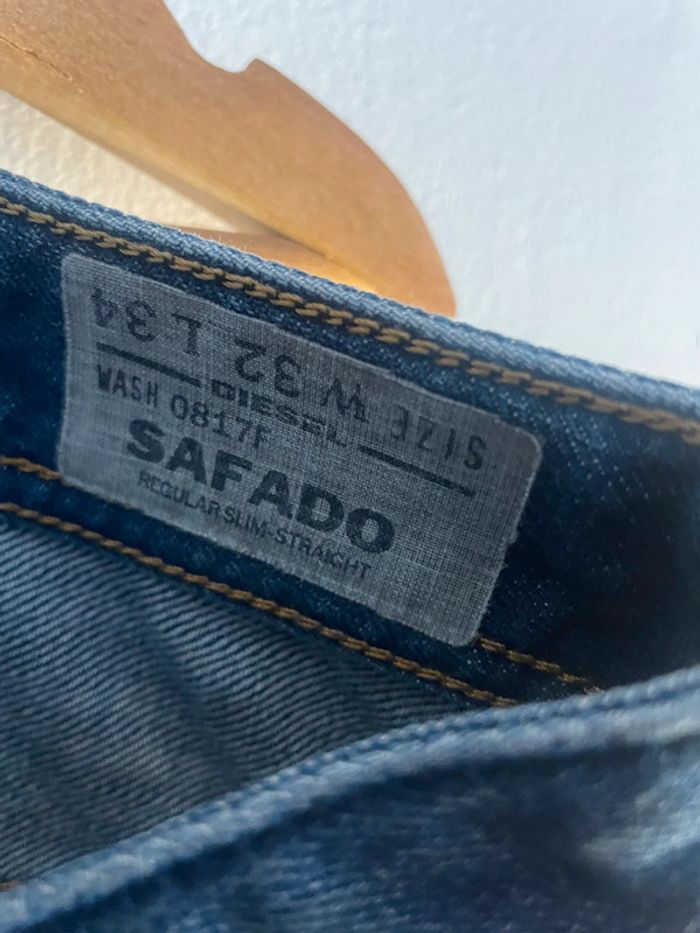 SIZE W 32 L 34
DIESEL
WASH 0817F
SAFADO
REGULAR SLIM-STRAIGHT